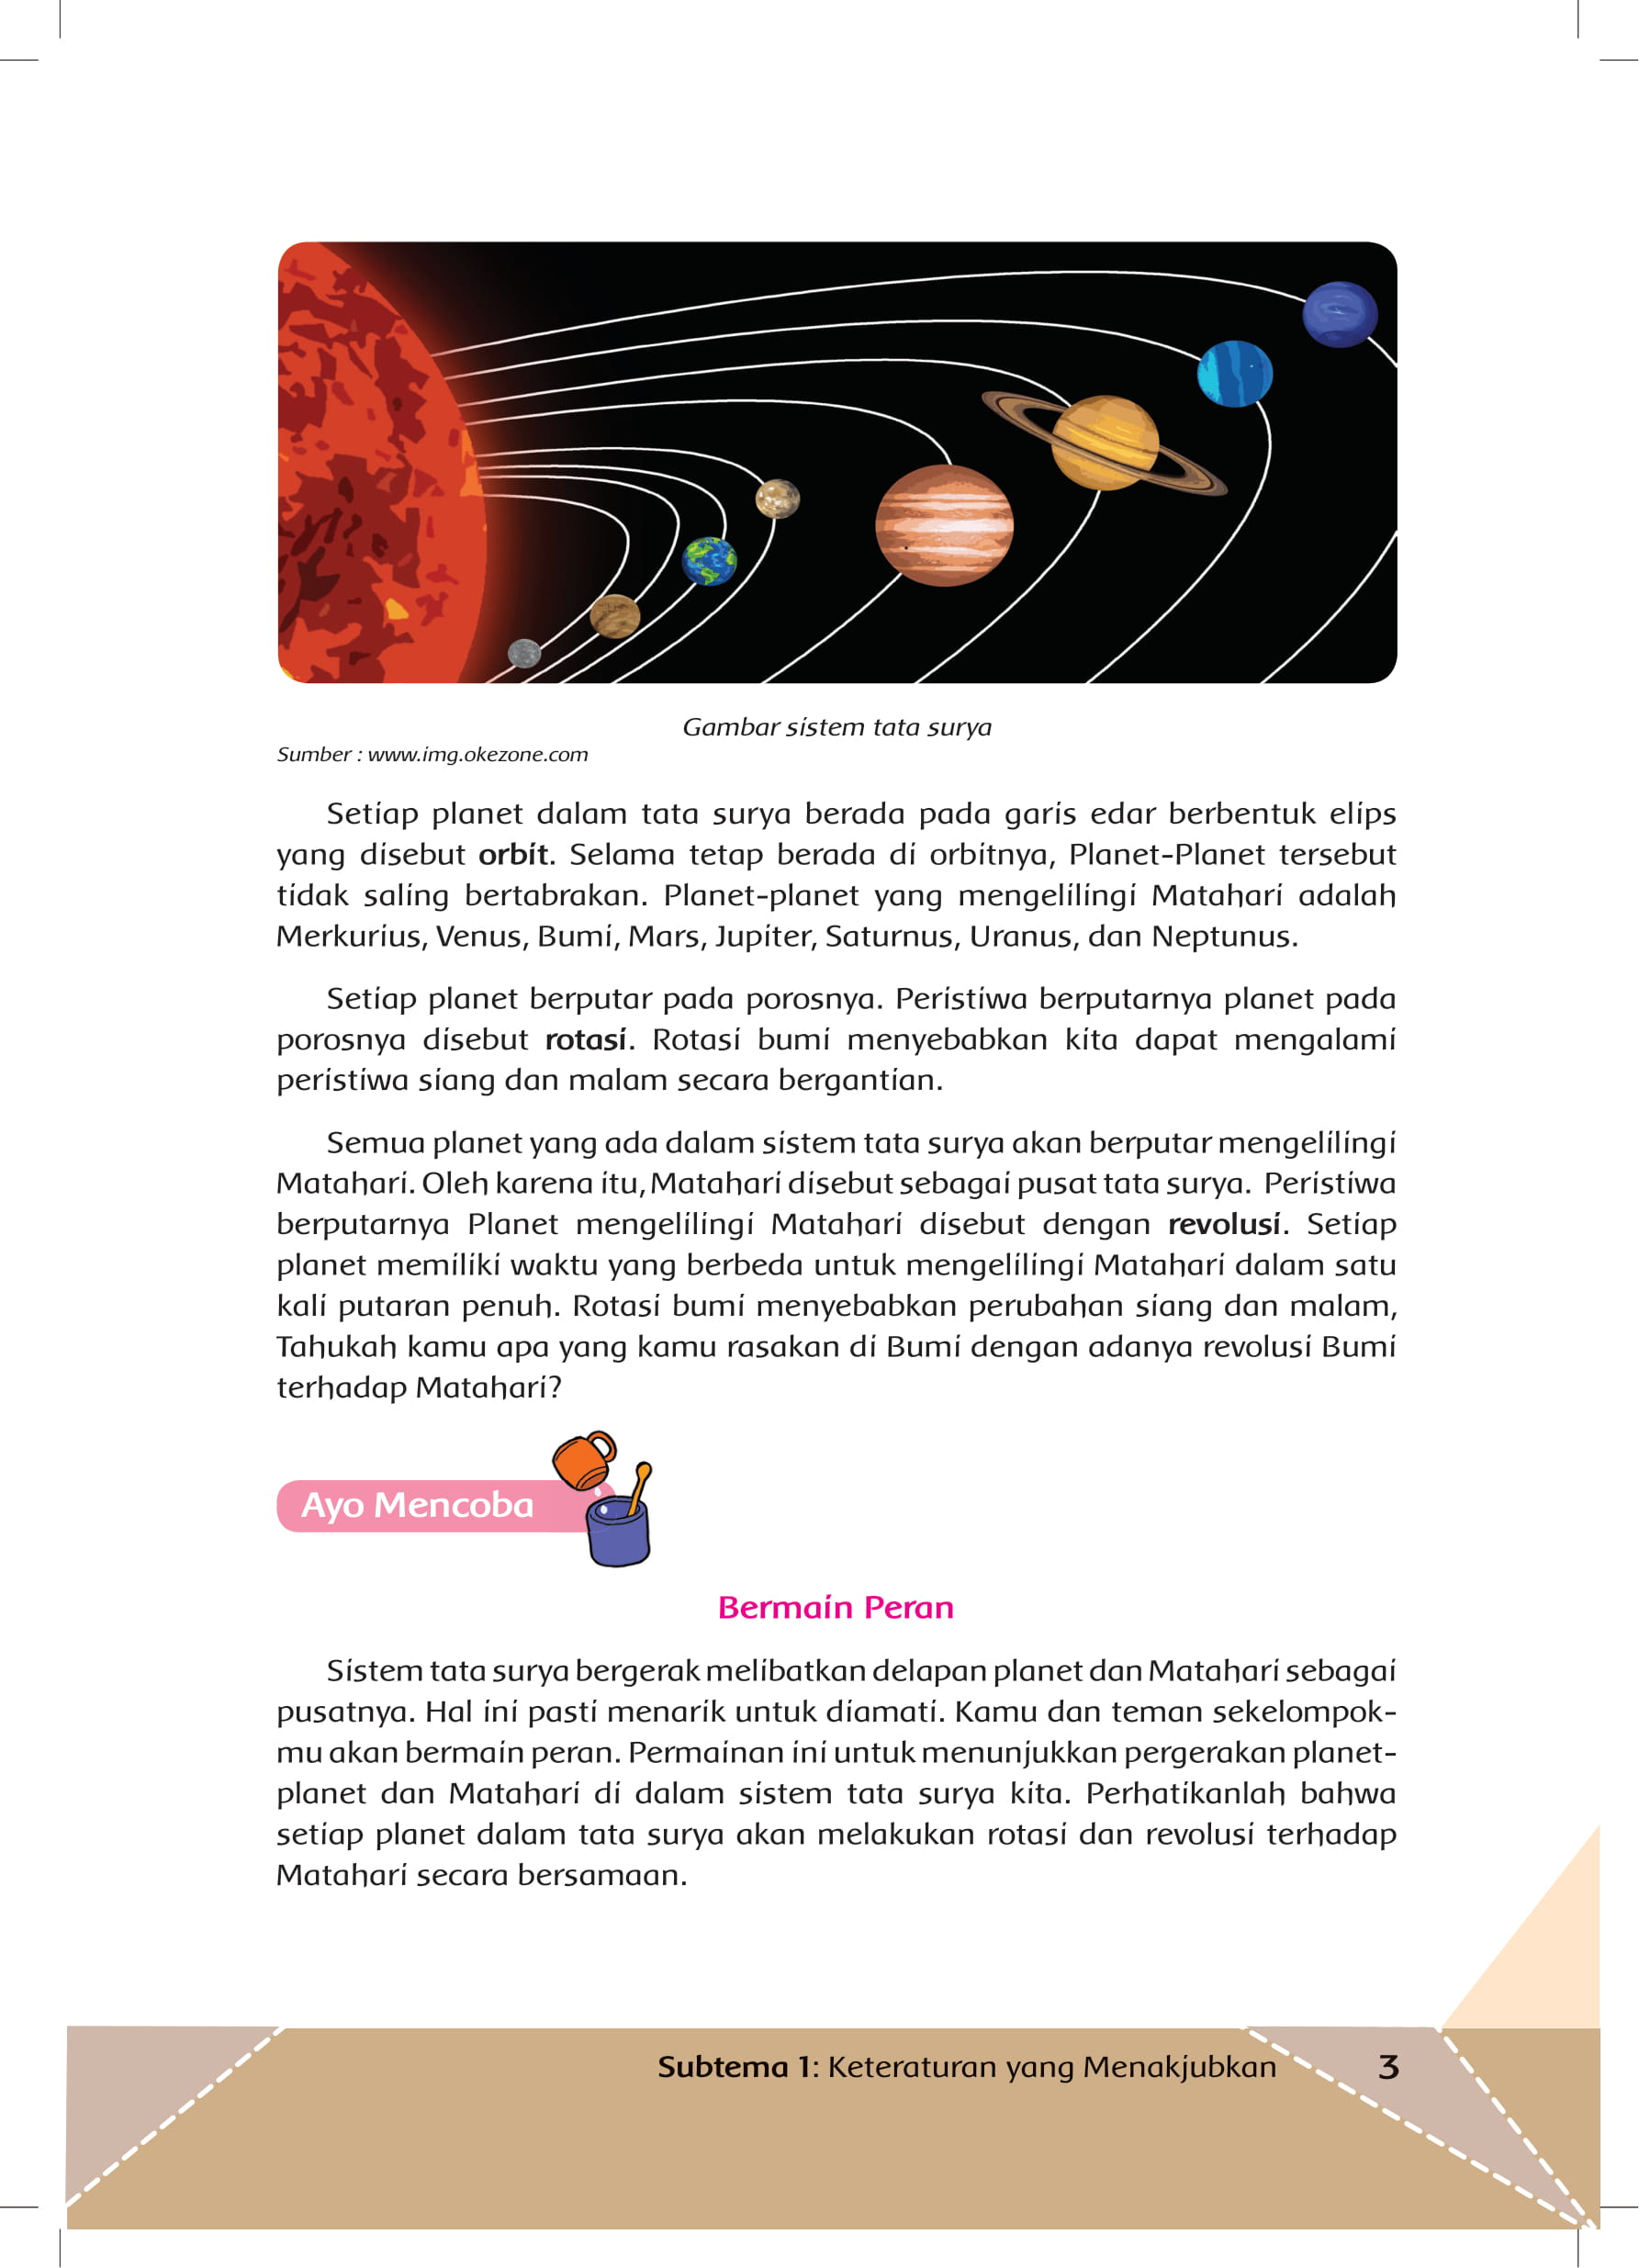 Gambar sistem tata surya
Sumber : www.img.okezone.com
Setiap planet dalam tata surya berada pada garis edar berbentuk elips
yang disebut orbit. Selama tetap berada di orbitnya, Planet-Planet tersebut
tidak saling bertabrakan. Planet-planet yang mengelilingi Matahari adalah
Merkurius, Venus, Bumi, Mars, Jupiter, Saturnus, Uranus, dan Neptunus.
Setiap planet berputar pada porosnya. Peristiwa berputarnya planet pada
porosnya disebut rotasi. Rotasi bumi menyebabkan kita dapat mengalami
peristiwa siang dan malam secara bergantian.
Semua planet yang ada dalam sistem tata surya akan berputar mengelilingi
Matahari. Oleh karena itu, Matahari disebut sebagai pusat tata surya. Peristiwa
berputarnya Planet mengelilingi Matahari disebut dengan revolusi. Setiap
planet memiliki waktu yang berbeda untuk mengelilingi Matahari dalam satu
kali putaran penuh. Rotasi bumi menyebabkan perubahan siang dan malam,
Tahukah kamu apa yang kamu rasakan di Bumi dengan adanya revolusi Bumi
terhadap Matahari?
Ayo Mencoba
Bermain Peran
Sistem tata surya bergerak melibatkan delapan planet dan Matahari sebagai
pusatnya. Hal ini pasti menarik untuk diamati. Kamu dan teman sekelompok-
mu akan bermain peran. Permainan ini untuk menunjukkan pergerakan planet-
planet dan Matahari di dalam sistem tata surya kita. Perhatikanlah bahwa
setiap planet dalam tata surya akan melakukan rotasi dan revolusi terhadap
Matahari secara bersamaan.
Subtema 1: Keteraturan yang Menakjubkan 3